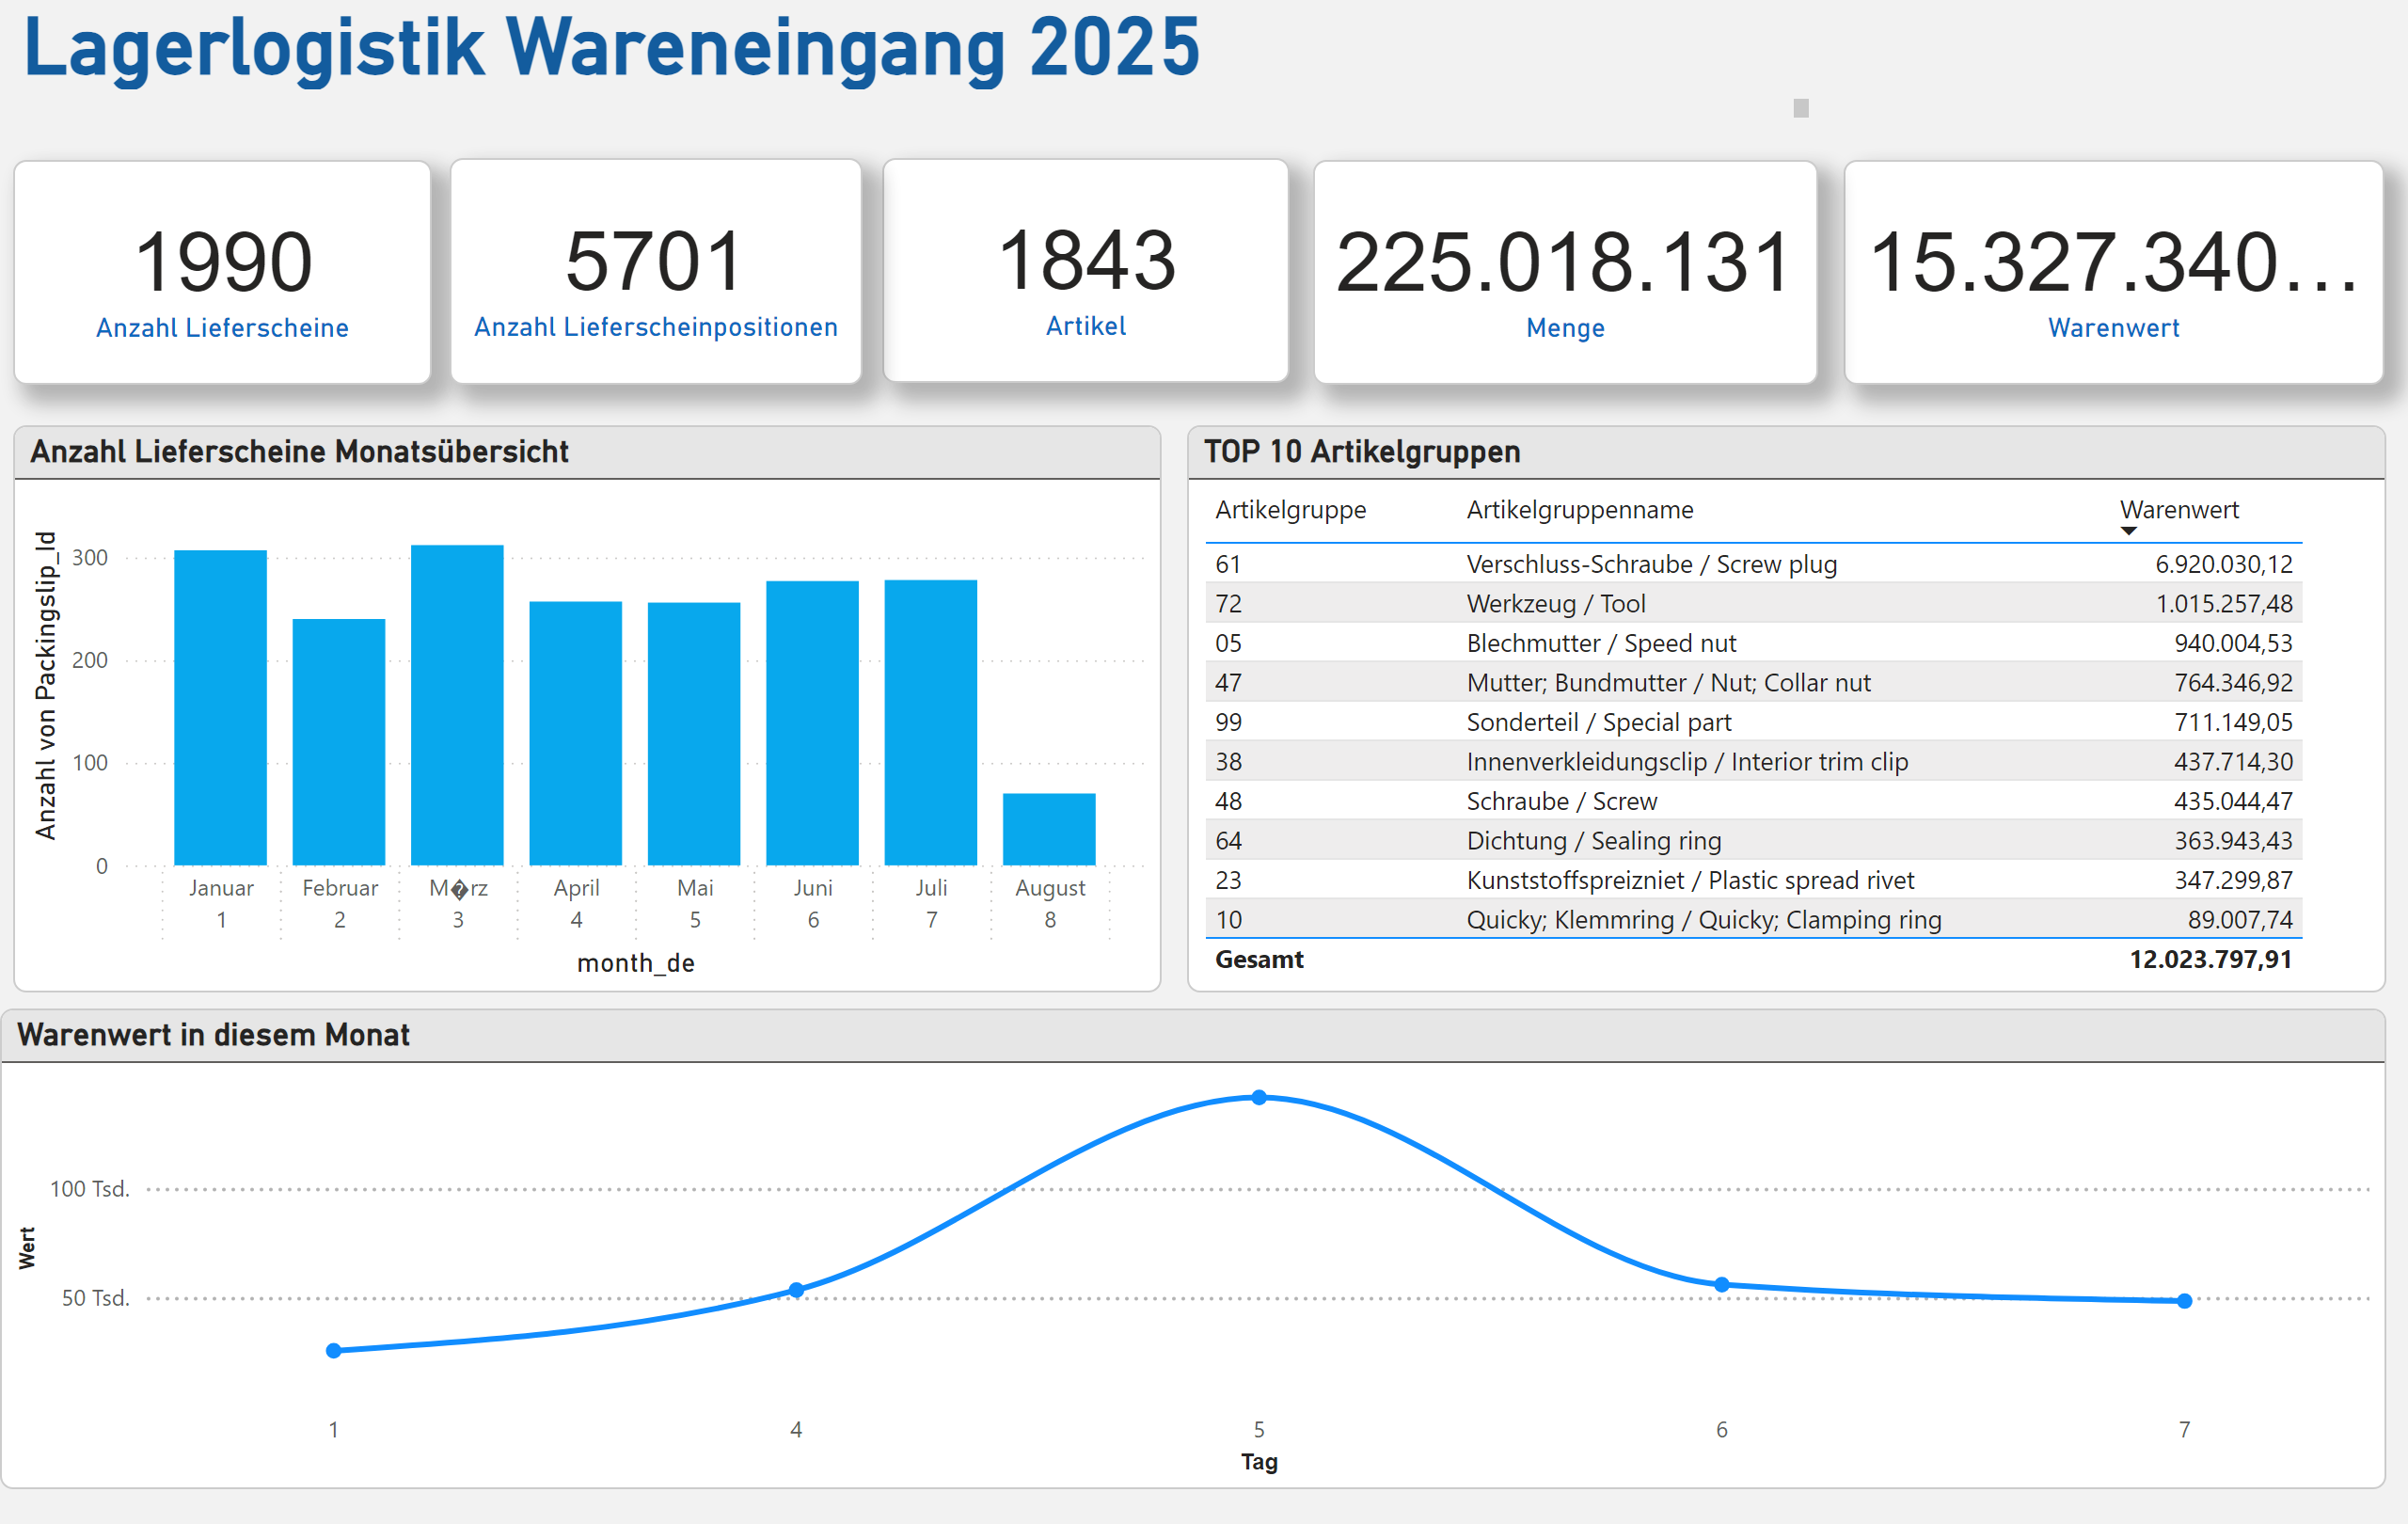 Lagerlogistik Wareneingang 2025
1990
Anzahl Lieferscheine
5701
Anzahl Lieferscheinpositionen
1843
Artikel
225.018.131
Menge
15.327.340...
Warenwert
Anzahl Lieferscheine Monatsübersicht
Anzahl von Packingslip_Id
300
200
100
0
Januar Februar M�rz April Mai Juni Juli August
1 2 3 4 5 6 7 8
month_de
TOP 10 Artikelgruppen
Artikelgruppe Artikelgruppenname Warenwert
61 Verschluss-Schraube / Screw plug 6.920.030,12
72 Werkzeug / Tool 1.015.257,48
05 Blechmutter / Speed nut 940.004,53
47 Mutter; Bundmutter / Nut; Collar nut 764.346,92
99 Sonderteil / Special part 711.149,05
38 Innenverkleidungsclip / Interior trim clip 437.714,30
48 Schraube / Screw 435.044,47
64 Dichtung / Sealing ring 363.943,43
23 Kunststoffspreizniet / Plastic spread rivet 347.299,87
10 Quicky; Klemmring / Quicky; Clamping ring 89.007,74
Gesamt 12.023.797,91
Warenwert in diesem Monat
Wert
100 Tsd.
50 Tsd.
1 4 5 6 7
Tag